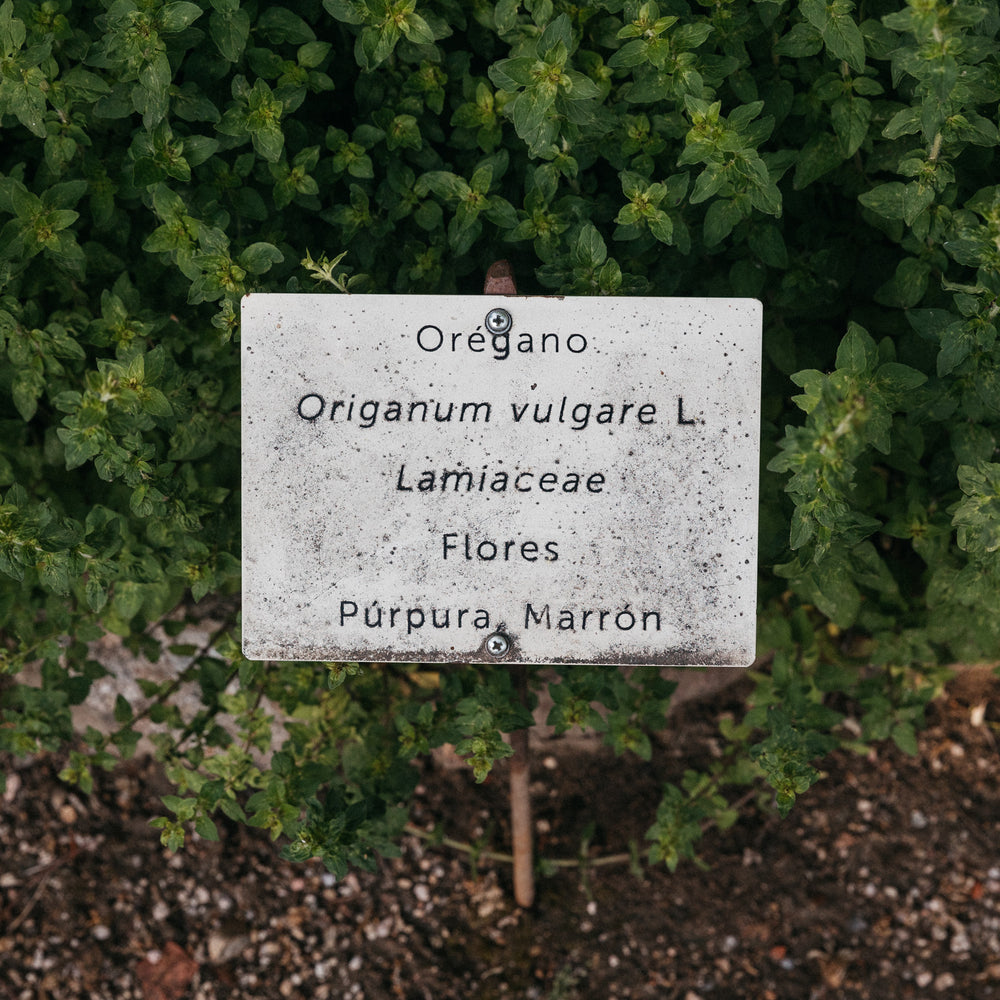 Orégano
Origanum vulgare L.
Lamiaceae
Flores
Púrpura, Marrón